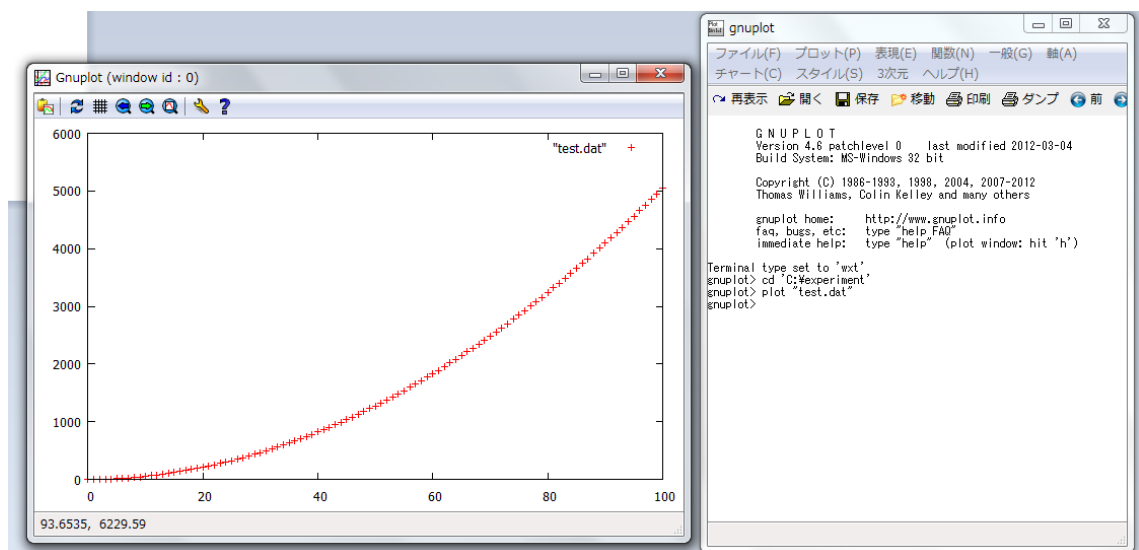 Gnuplot (window id : 0)
"test.dat"
6000
5000
4000
3000
2000
1000
0
0 20 40 60 80 100
93.6535, 6229.59
gnuplot
ファイル(F) プロット(P) 表現(E) 関数(N) 一般(G) 軸(A)
チャート(C) スタイル(S) 3次元 ヘルプ(H)
再表示 開く 保存 移動 印刷 ダンプ 前
G N U P L O T
Version 4.6 patchlevel 0 last modified 2012-03-04
Build System: MS-Windows 32 bit
Copyright (C) 1986-1993, 1998, 2004, 2007-2012
Thomas Williams, Colin Kelley and many others
gnuplot home: http://www.gnuplot.info
faq, bugs, etc: type "help FAQ"
immediate help: type "help" (plot window: hit 'h')
Terminal type set to 'wxt'
gnuplot> cd 'C:¥experiment'
gnuplot> plot "test.dat"
gnuplot>